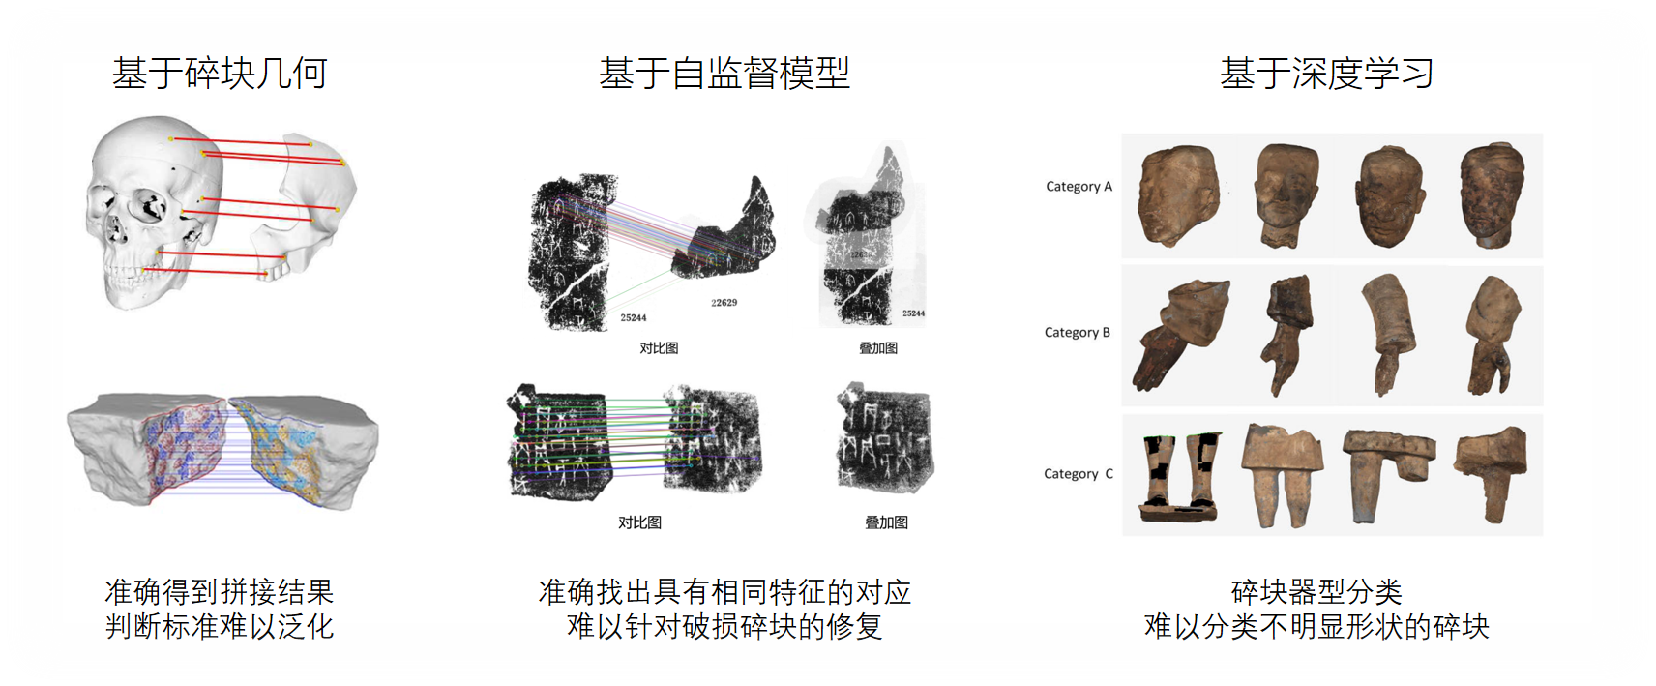 基于碎块几何
准确得到拼接结果
判断标准难以泛化
基于自监督模型
25244
22629
25244
对比图
叠加图
对比图
叠加图
准确找出具有相同特征的对应
难以针对破损碎块的修复
基于深度学习
Category A
Category B
Category C
碎块器型分类
难以分类不明显形状的碎块